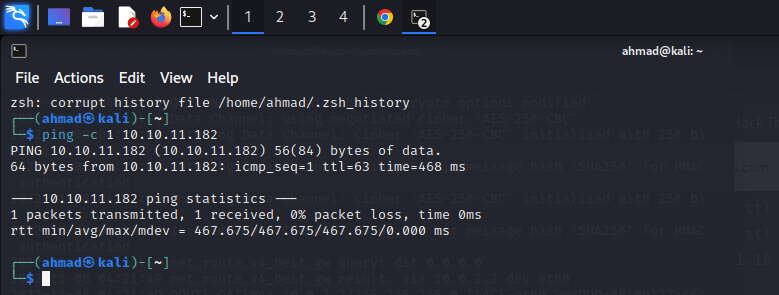 1 2 3 4 2
ahmad@kali: ~
File Actions Edit View Help
zsh: corrupt history file /home/ahmad/.zsh_history
┌──(ahmad㉿kali)-[~]
└─$ ping -c 1 10.10.11.182
PING 10.10.11.182 (10.10.11.182) 56(84) bytes of data.
64 bytes from 10.10.11.182: icmp_seq=1 ttl=63 time=468 ms
--- 10.10.11.182 ping statistics ---
1 packets transmitted, 1 received, 0% packet loss, time 0ms
rtt min/avg/max/mdev = 467.675/467.675/467.675/0.000 ms
┌──(ahmad㉿kali)-[~]
└─$